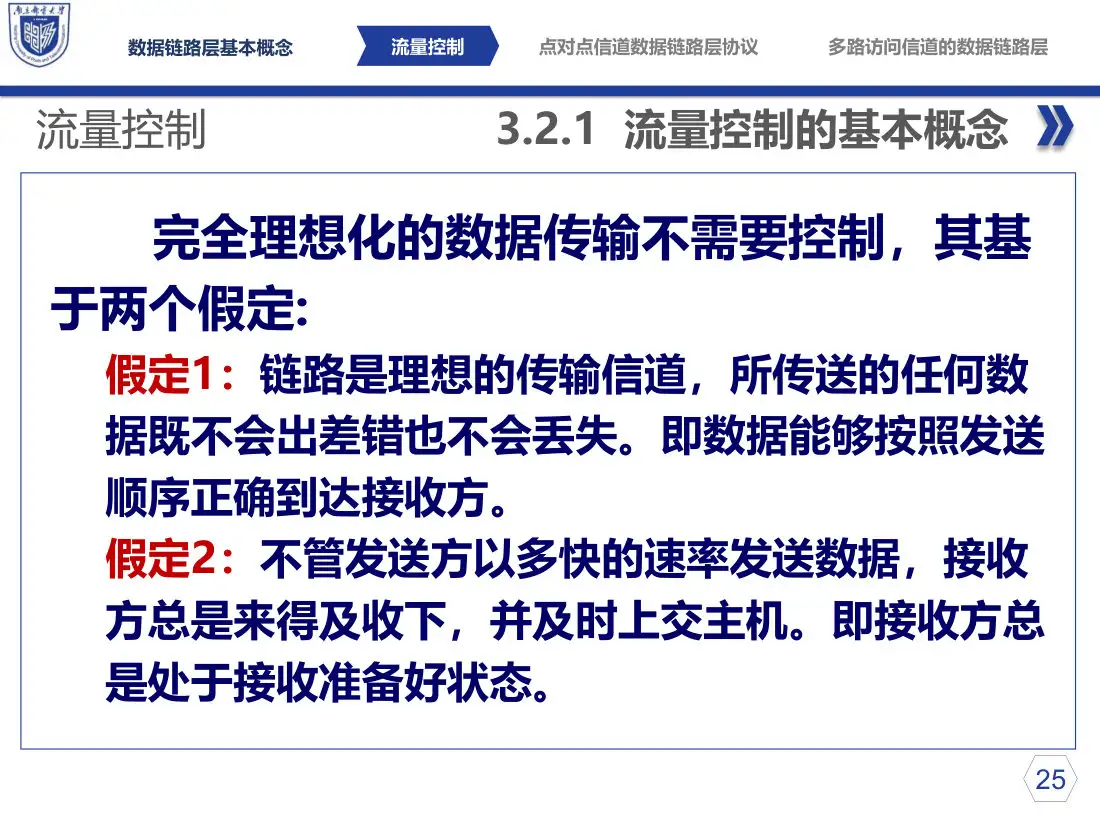 数据链路层基本概念
流量控制
点对点信道数据链路层协议
多路访问信道的数据链路层
流量控制
3.2.1 流量控制的基本概念
完全理想化的数据传输不需要控制，其基
于两个假定:
假定1：链路是理想的传输信道，所传送的任何数
据既不会出差错也不会丢失。即数据能够按照发送
顺序正确到达接收方。
假定2：不管发送方以多快的速率发送数据，接收
方总是来得及收下，并及时上交主机。即接收方总
是处于接收准备好状态。
25